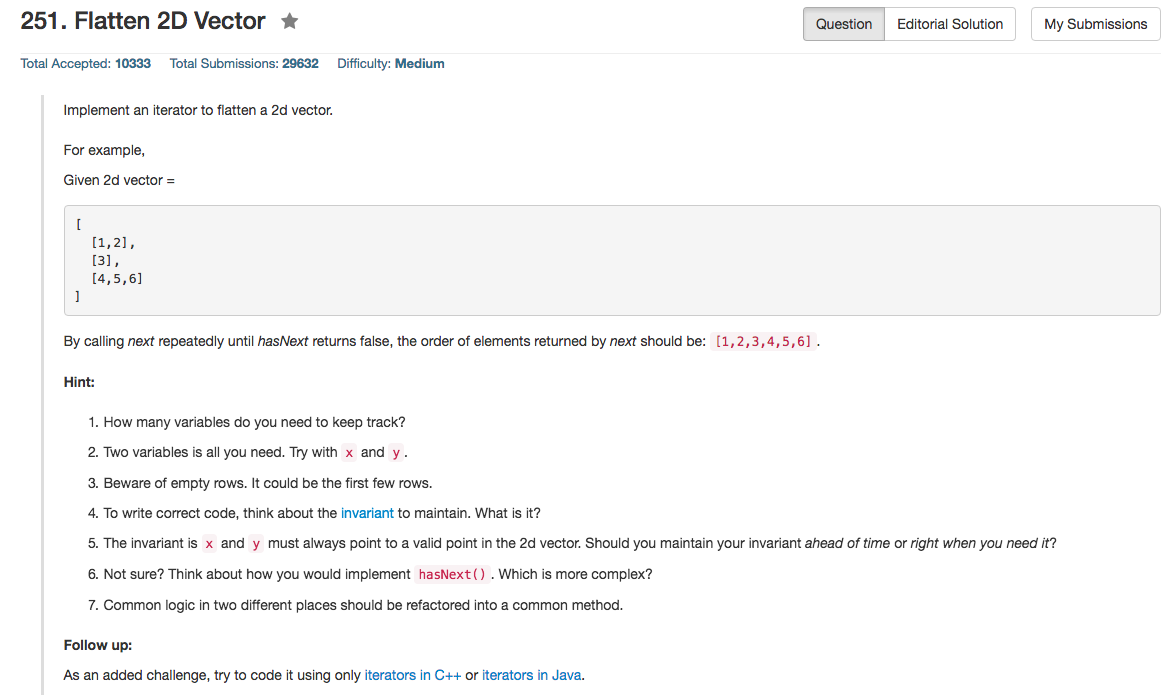 251. Flatten 2D Vector ★
Question Editorial Solution My Submissions
Total Accepted: 10333 Total Submissions: 29632 Difficulty: Medium
Implement an iterator to flatten a 2d vector.
For example,
Given 2d vector =
[
[1,2],
[3],
[4,5,6]
]
By calling next repeatedly until hasNext returns false, the order of elements returned by next should be: [1,2,3,4,5,6].
Hint:
1. How many variables do you need to keep track?
2. Two variables is all you need. Try with x and y.
3. Beware of empty rows. It could be the first few rows.
4. To write correct code, think about the invariant to maintain. What is it?
5. The invariant is x and y must always point to a valid point in the 2d vector. Should you maintain your invariant ahead of time or right when you need it?
6. Not sure? Think about how you would implement hasNext(). Which is more complex?
7. Common logic in two different places should be refactored into a common method.
Follow up:
As an added challenge, try to code it using only iterators in C++ or iterators in Java.